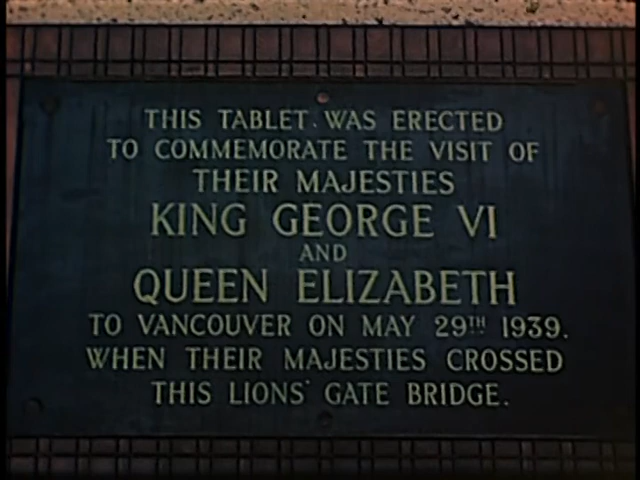 THIS TABLET WAS ERECTED
TO COMMEMORATE THE VISIT OF
THEIR MAJESTIES
KING GEORGE VI
AND
QUEEN ELIZABETH
TO VANCOUVER ON MAY 29TH 1939.
WHEN THEIR MAJESTIES CROSSED
THIS LIONS' GATE BRIDGE.